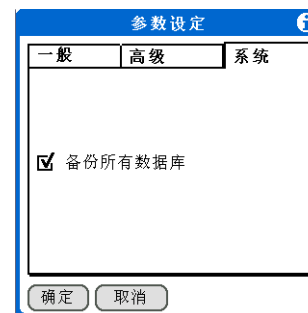 参数设定
一般 高级 系统
备份所有数据库
确定 取消